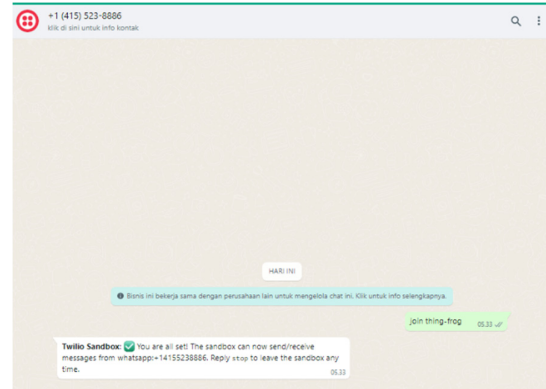 +1 (415) 523-8886
klik di sini untuk info kontak
HARI INI
Bisnis ini bekerja sama dengan perusahaan lain untuk mengelola chat ini. Klik untuk info selengkapnya.
join thing-frog 05.33
Twilio Sandbox: ✅ You are all set! The sandbox can now send/receive
messages from whatsapp:+14155238886. Reply stop to leave the sandbox any
time. 05.33